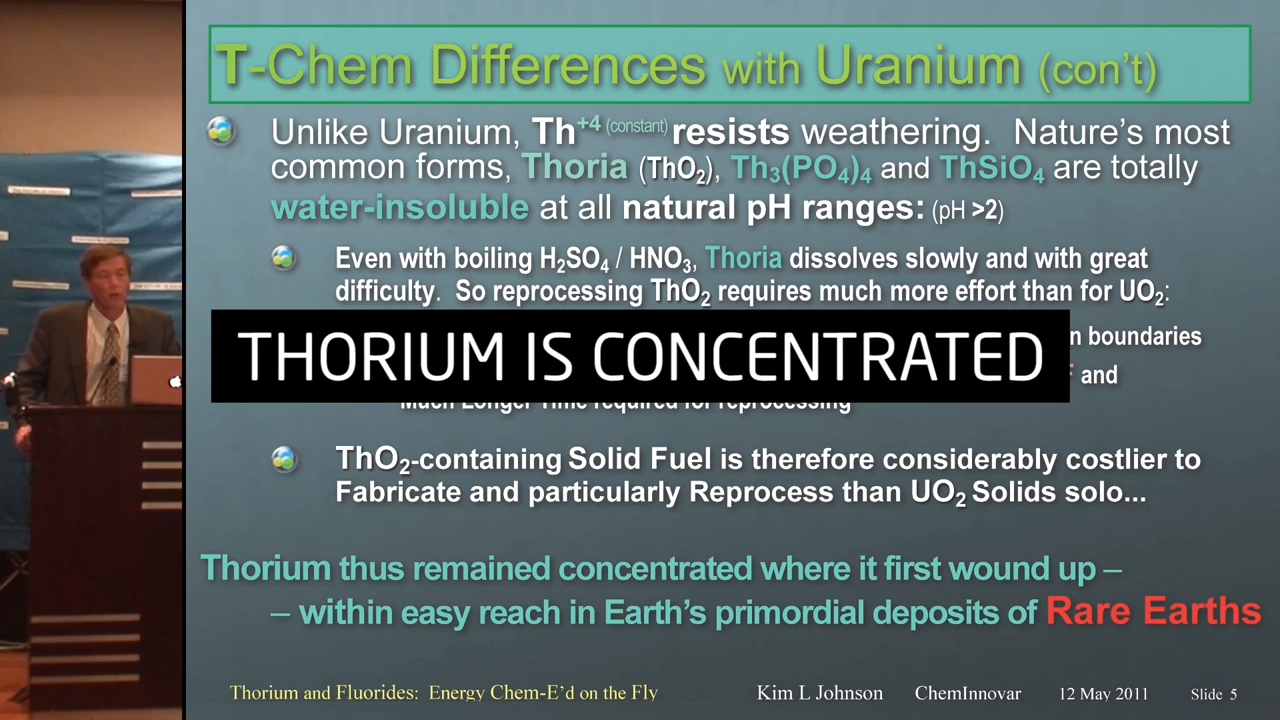 T-Chem Differences with Uranium (con't)
Unlike Uranium, Th+4 (constant) resists weathering. Nature's most
common forms, Thoria (ThO2), Th3(PO4)4 and ThSiO4 are totally
water-insoluble at all natural pH ranges: (pH >2)
Even with boiling H2SO4 / HNO3, Thoria dissolves slowly and with great
difficulty. So reprocessing ThO2 requires much more effort than for UO2:
boundaries
THORIUM IS CONCENTRATED
and
Much Longer Time required for reprocessing
ThO2-containing Solid Fuel is therefore considerably costlier to
Fabricate and particularly Reprocess than UO2 Solids solo...
Thorium thus remained concentrated where it first wound up –
– within easy reach in Earth's primordial deposits of Rare Earths
Thorium and Fluorides: Energy Chem-E'd on the Fly Kim L Johnson ChemInnovar 12 May 2011 Slide 5